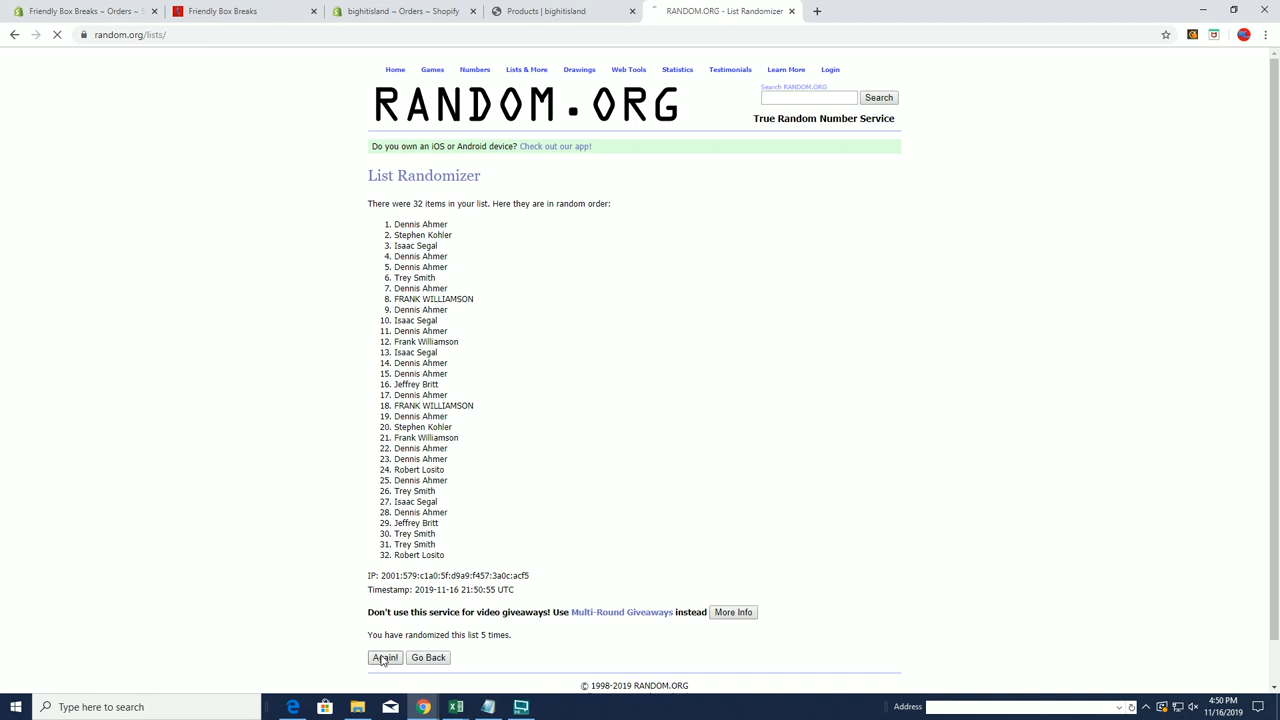 bigitisland ~ Orders ~ S
Friendly Box Breaks
bigitisland ~ Orders ~ Shopify
Products | bigitisland
RANDOM.ORG - List Randomizer
random.org/lists/
Home Games Numbers Lists & More Drawings Web Tools Statistics Testimonials Learn More Login
RANDOM.ORG
Search RANDOM.ORG
Search
True Random Number Service
Do you own an iOS or Android device? Check out our app!
List Randomizer
There were 32 items in your list. Here they are in random order:
1. Dennis Ahmer
2. Stephen Kohler
3. Isaac Segal
4. Dennis Ahmer
5. Dennis Ahmer
6. Trey Smith
7. Dennis Ahmer
8. FRANK WILLIAMSON
9. Dennis Ahmer
10. Isaac Segal
11. Dennis Ahmer
12. Frank Williamson
13. Isaac Segal
14. Dennis Ahmer
15. Dennis Ahmer
16. Jeffrey Britt
17. Dennis Ahmer
18. FRANK WILLIAMSON
19. Dennis Ahmer
20. Stephen Kohler
21. Frank Williamson
22. Dennis Ahmer
23. Dennis Ahmer
24. Robert Losito
25. Dennis Ahmer
26. Trey Smith
27. Isaac Segal
28. Dennis Ahmer
29. Jeffrey Britt
30. Trey Smith
31. Trey Smith
32. Robert Losito
IP: 2001:579:c1a0:5f:d9a9:f457:3a0c:acf5
Timestamp: 2019-11-16 21:50:55 UTC
Don't use this service for video giveaways! Use Multi-Round Giveaways instead More Info
You have randomized this list 5 times.
Again! Go Back
© 1998-2019 RANDOM.ORG
Type here to search
Address
4:50 PM
11/16/2019